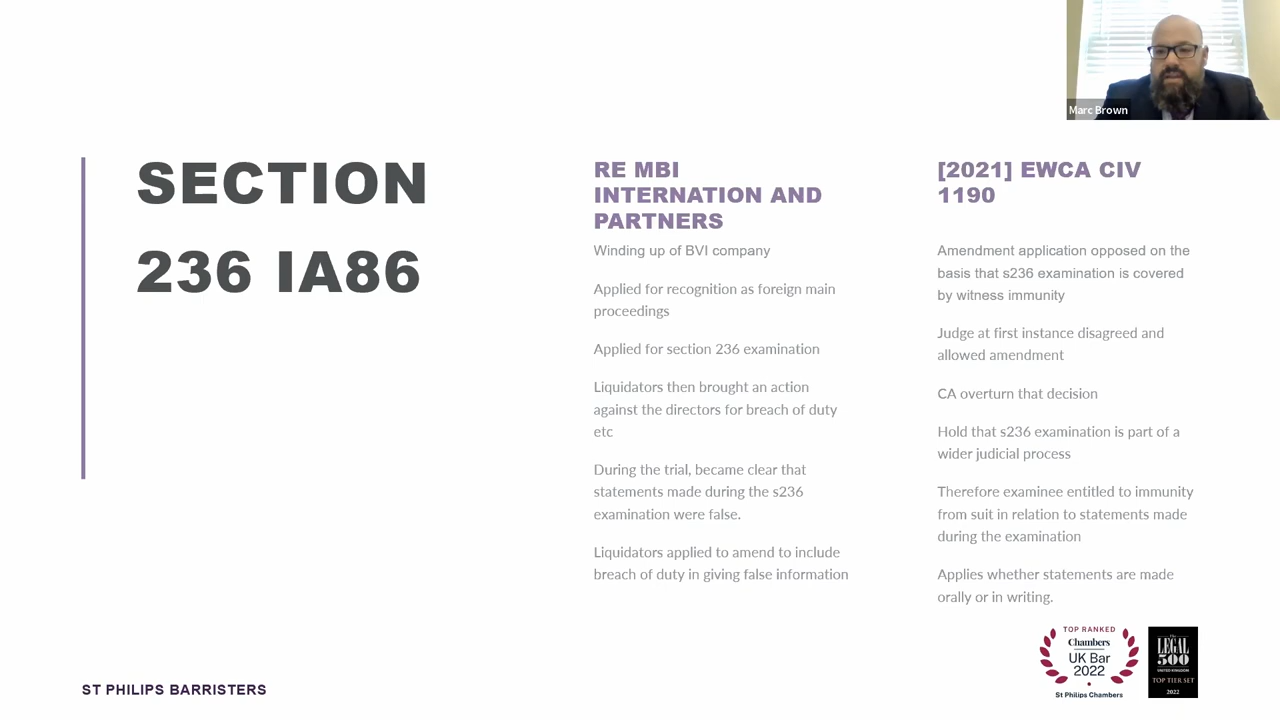 Marc Brown
SECTION
236 IA86
RE MBI
INTERNATION AND
PARTNERS
Winding up of BVI company
Applied for recognition as foreign main
proceedings
Applied for section 236 examination
Liquidators then brought an action
against the directors for breach of duty
etc
During the trial, became clear that
statements made during the s236
examination were false.
Liquidators applied to amend to include
breach of duty in giving false information
[2021] EWCA CIV
1190
Amendment application opposed on the
basis that s236 examination is covered
by witness immunity
Judge at first instance disagreed and
allowed amendment
CA overturn that decision
Hold that s236 examination is part of a
wider judicial process
Therefore examinee entitled to immunity
from suit in relation to statements made
during the examination
Applies whether statements are made
orally or in writing.
TOP RANKED
Chambers
UK Bar
2022
St Philips Chambers
The
LEGAL
500
UNITED KINGDOM
TOP TIER SET
2022
ST PHILIPS BARRISTERS